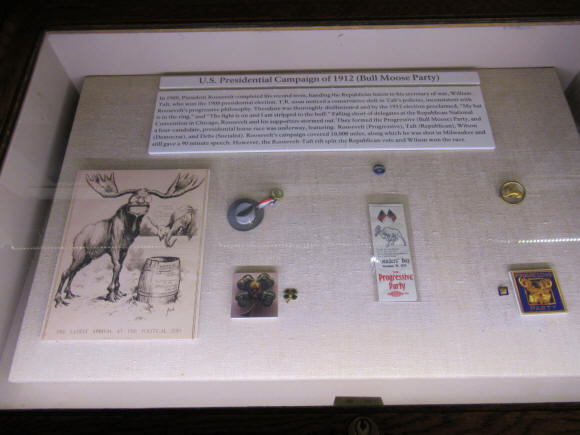 U.S. Presidential Campaign of 1912 (Bull Moose Party)
In 1908, President Roosevelt completed his second term, handing the Republican baton to his secretary of war, William
Taft, who won the 1908 presidential election. T.R. soon noticed a conservative shift in Taft's policies, inconsistent with
Roosevelt's progressive philosophy. Theodore was thoroughly disillusioned and by the 1912 election proclaimed, "My hat
is in the ring," and "The fight is on and I am stripped to the buff." Falling short of delegates at the Republican National
Convention in Chicago, Roosevelt and his supporters stormed out. They formed the Progressive (Bull Moose) Party, and
a four-candidate, presidential horse race was underway, featuring: Roosevelt (Progressive), Taft (Republican), Wilson
(Democrat), and Debs (Socialist). Roosevelt's campaign covered 10,000 miles, along which he was shot in Milwaukee and
still gave a 90 minute speech. However, the Roosevelt-Taft rift split the Republican vote and Wilson won the race.
THE LATEST ARRIVAL AT THE POLITICAL ZOO
Founders' Day
THE
Progressive
Party
PARTY